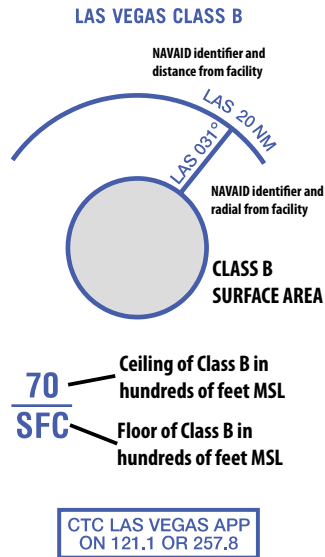 LAS VEGAS CLASS B
NAVAID identifier and
distance from facility
LAS 20 NM
LAS 031°
NAVAID identifier and
radial from facility
CLASS B
SURFACE AREA
70
SFC
Ceiling of Class B in
hundreds of feet MSL
Floor of Class B in
hundreds of feet MSL
CTC LAS VEGAS APP
ON 121.1 OR 257.8